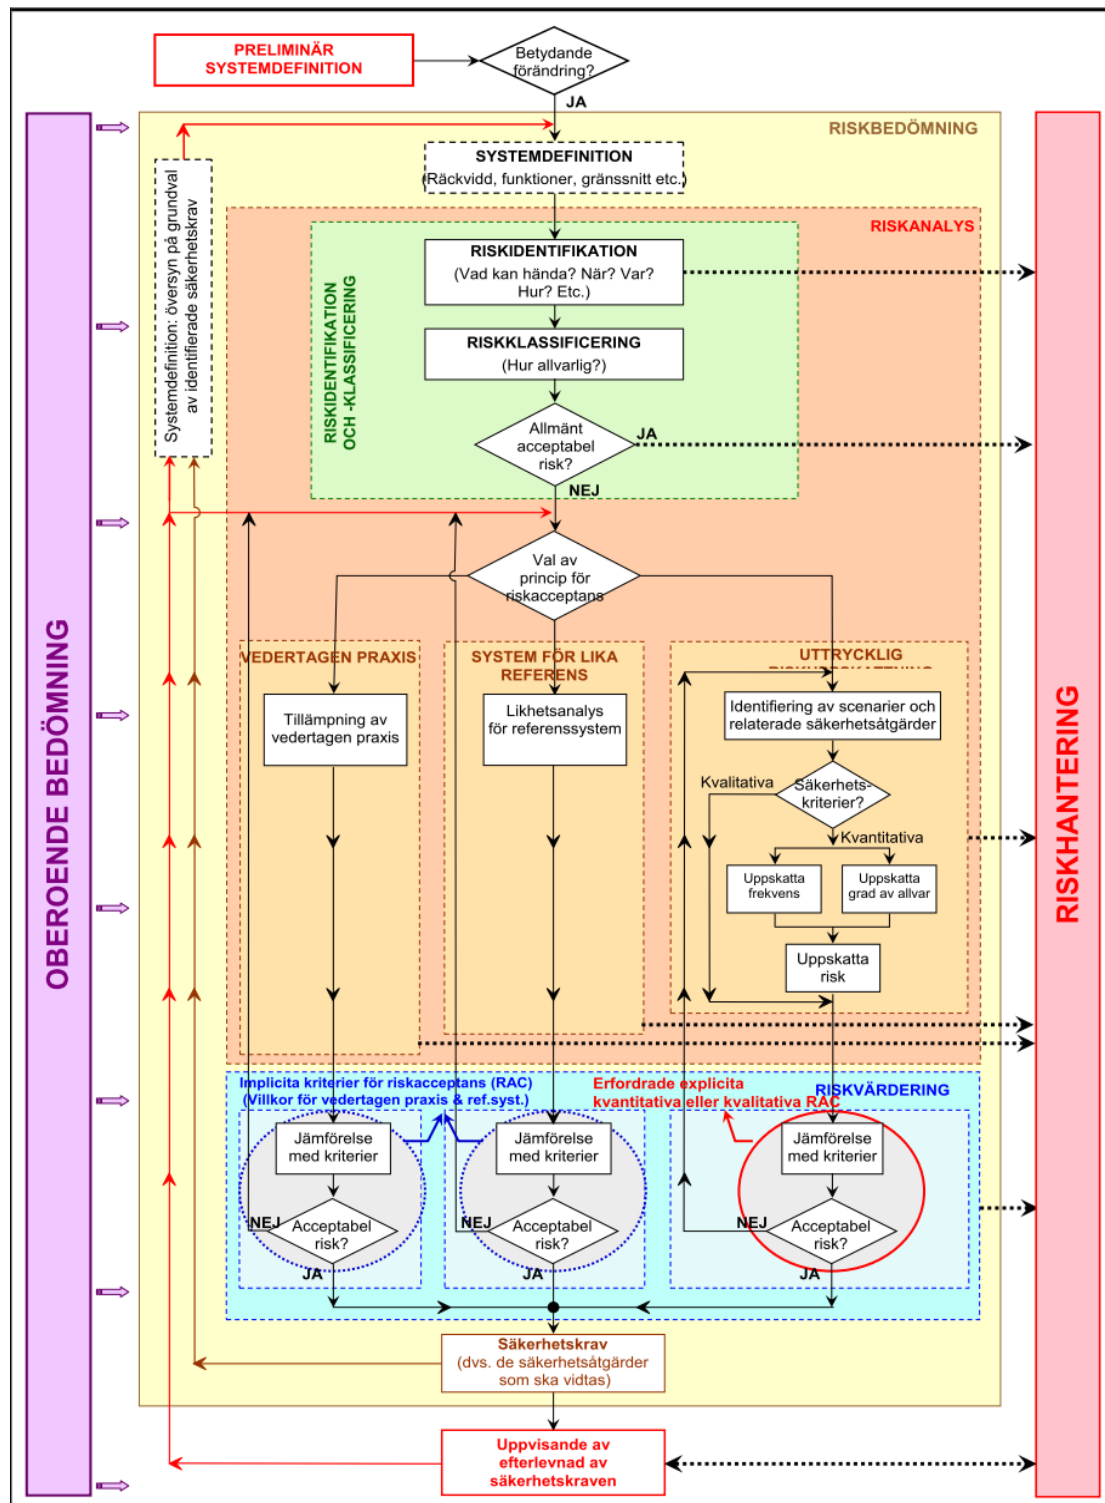 PRELIMINÄR
SYSTEMDEFINITION
Betydande
förändring?
JA
RISKBEDÖMNING
SYSTEMDEFINITION
(Räckvidd, funktioner, gränssnitt etc.)
Systemdefinition: översyn på grundval
av identifierade säkerhetskrav
RISKANALYS
RISKIDENTIFIKATION
OCH -KLASSIFICERING
RISKIDENTIFIKATION
(Vad kan hända? När? Var?
Hur? Etc.)
RISKKLASSIFICERING
(Hur allvarlig?)
Allmänt
acceptabel
risk?
JA
NEJ
Val av
princip för
riskacceptans
OBEROENDE BEDÖMNING
RISKHANTERING
VEDERTAGEN PRAXIS
Tillämpning av
vedertagen praxis
SYSTEM FÖR LIKA
REFERENS
Likhetsanalys
för referenssystem
UTTRYCKLIG
Identifiering av scenarier och
relaterade säkerhetsåtgärder
Kvalitativa
Säkerhets-
kriterier?
Kvantitativa
Uppskatta
frekvens
Uppskatta
grad av allvar
Uppskatta
risk
Implicita kriterier för riskacceptans (RAC)
(Villkor för vedertagen praxis & ref.syst.)
Erfordrade explicita
kvantitativa eller kvalitativa RAC
RISKVÄRDERING
Jämförelse
med kriterier
Acceptabel
risk?
NEJ
JA
Jämförelse
med kriterier
Acceptabel
risk?
NEJ
JA
Jämförelse
med kriterier
Acceptabel
risk?
NEJ
JA
Säkerhetskrav
(dvs. de säkerhetsåtgärder
som ska vidtas)
Uppvisande av
efterlevnad av
säkerhetskraven